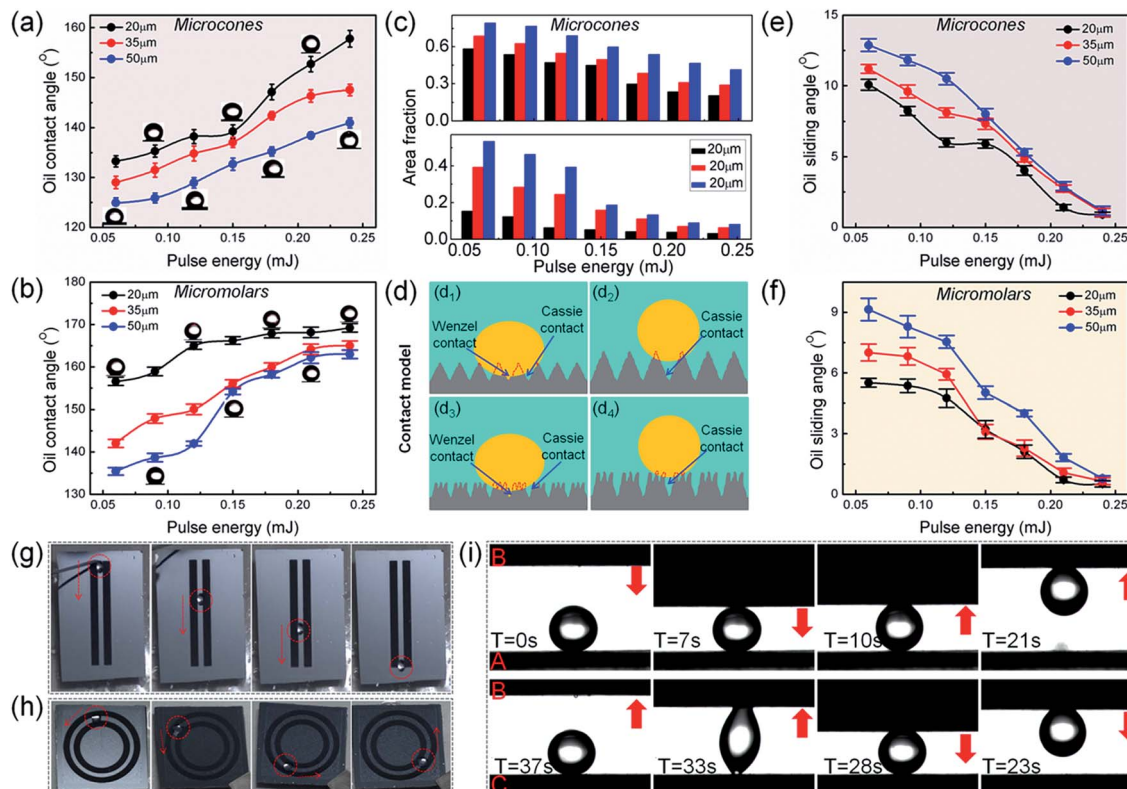 (a)
Microcones
20μm
35μm
50μm
Oil contact angle (°)
160
150
140
130
120
0.05 0.10 0.15 0.20 0.25
Pulse energy (mJ)
(b)
Micromolars
20μm
35μm
50μm
Oil contact angle (°)
180
170
160
150
140
130
0.05 0.10 0.15 0.20 0.25
Pulse energy (mJ)
(c)
Microcones
0.6
0.3
0.0
0.4
0.2
0.0
Area fraction
20μm
20μm
20μm
0.05 0.10 0.15 0.20 0.25
Pulse energy (mJ)
(d)
Contact model
(d₁)
Wenzel
contact
Cassie
contact
(d₂)
Cassie
contact
(d₃)
Wenzel
contact
Cassie
contact
(d₄)
Cassie
contact
(e)
Microcones
20μm
35μm
50μm
Oil sliding angle (°)
15
10
5
0
0.05 0.10 0.15 0.20 0.25
Pulse energy (mJ)
(f)
Micromolars
20μm
35μm
50μm
Oil sliding angle (°)
9
6
3
0
0.05 0.10 0.15 0.20 0.25
Pulse energy (mJ)
(g)
(h)
(i)
B
T=0s
A
T=7s
T=10s
T=21s
B
T=37s
C
T=33s
T=28s
T=23s